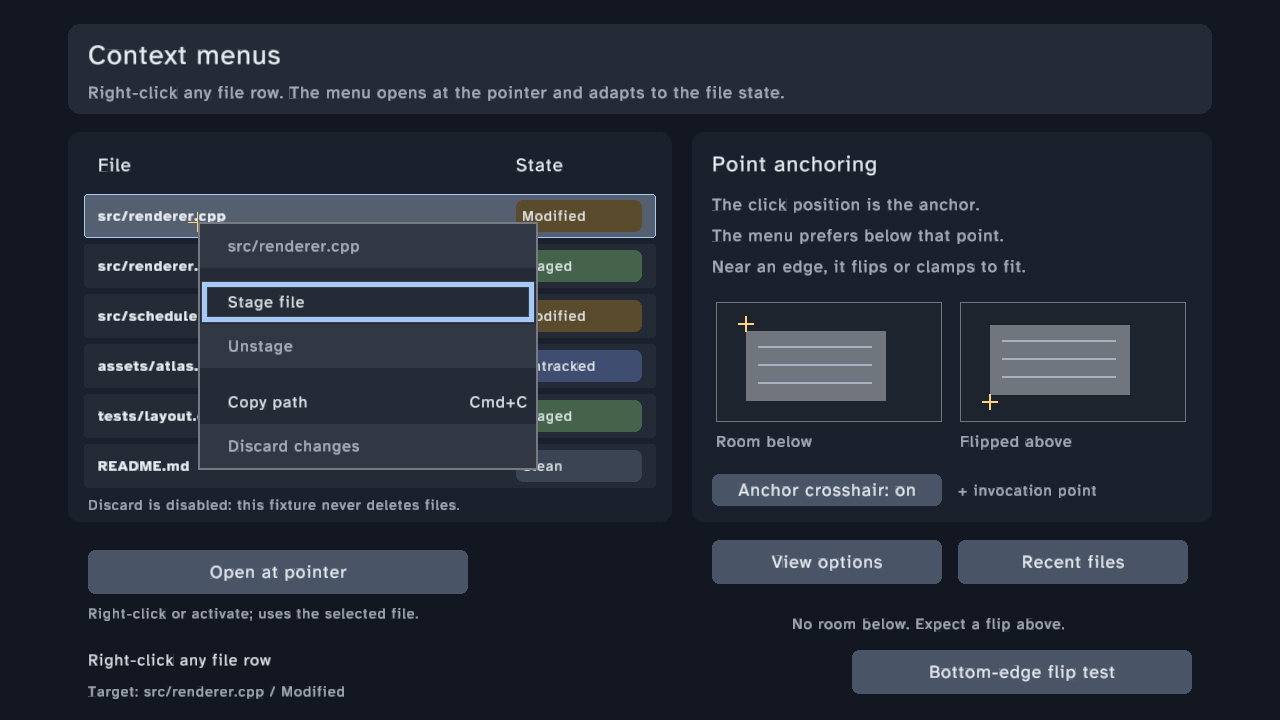 Context menus
Right-click any file row. The menu opens at the pointer and adapts to the file state.
File
State
src/renderer.cpp
Modified
src/renderer.cpp
src/renderer.
aged
Stage file
src/schedule
odified
Unstage
assets/atlas.
ntracked
Copy path
Cmd+C
tests/layout.
aged
Discard changes
README.md
lean
Discard is disabled: this fixture never deletes files.
Point anchoring
The click position is the anchor.
The menu prefers below that point.
Near an edge, it flips or clamps to fit.
Room below
Flipped above
Anchor crosshair: on
+ invocation point
Open at pointer
Right-click or activate; uses the selected file.
Right-click any file row
Target: src/renderer.cpp / Modified
View options
Recent files
No room below. Expect a flip above.
Bottom-edge flip test